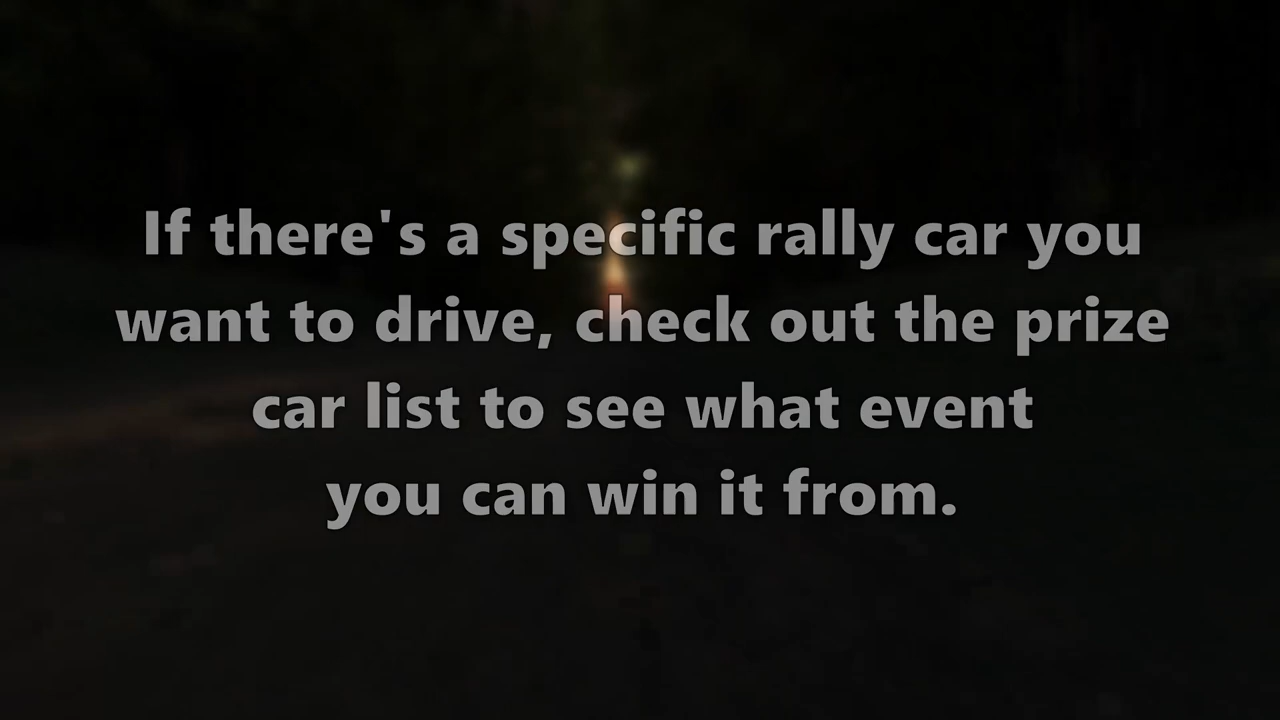 If there's a specific rally car you
want to drive, check out the prize
car list to see what event
you can win it from.